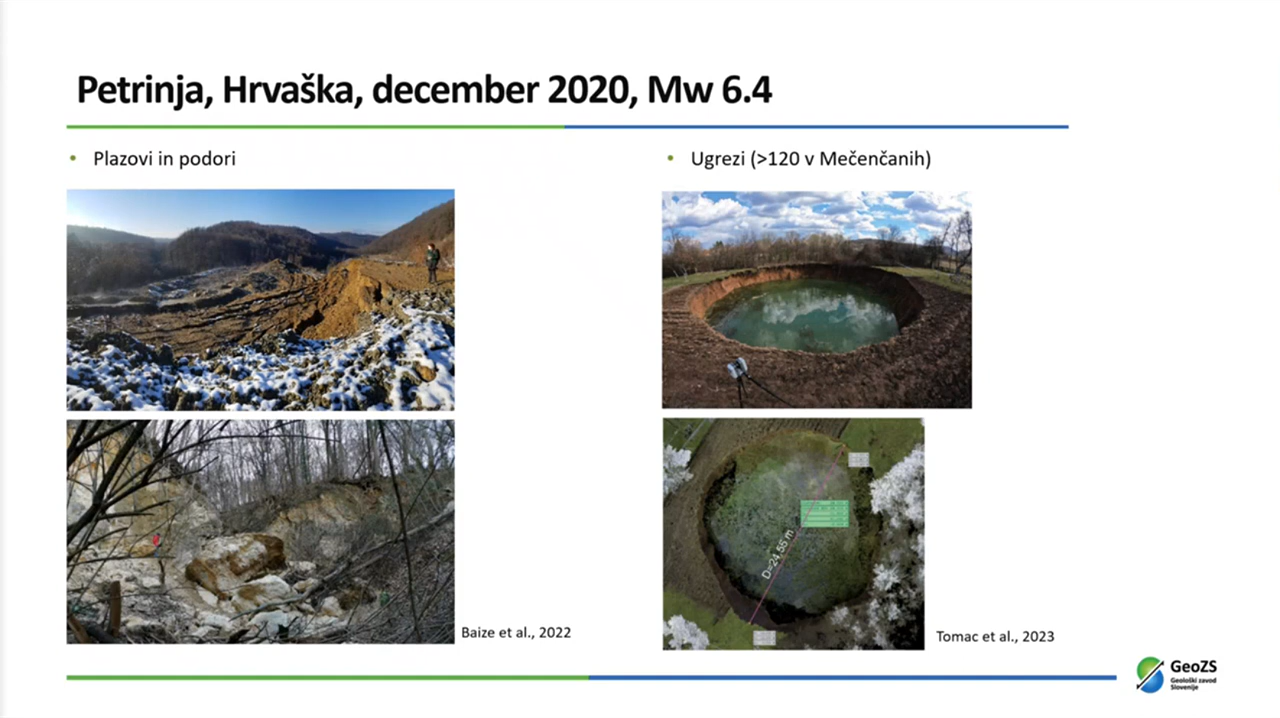 Petrinja, Hrvaška, december 2020, Mw 6.4
• Plazovi in podori
• Ugrezi (>120 v Mečenčanih)
D=24,55 m
Baize et al., 2022
Tomac et al., 2023
GeoZS
Geološki zavod
Slovenije